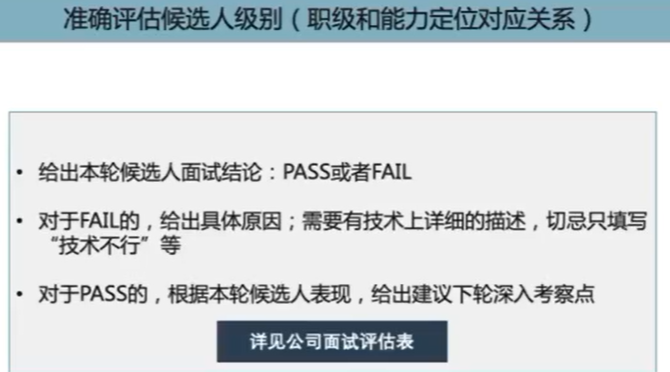 准确评估候选人级别（职级和能力定位对应关系）
• 给出本轮候选人面试结论：PASS或者FAIL
• 对于FAIL的，给出具体原因；需要有技术上详细的描述，切忌只填写
“技术不行”等
• 对于PASS的，根据本轮候选人表现，给出建议下轮深入考察点
详见公司面试评估表